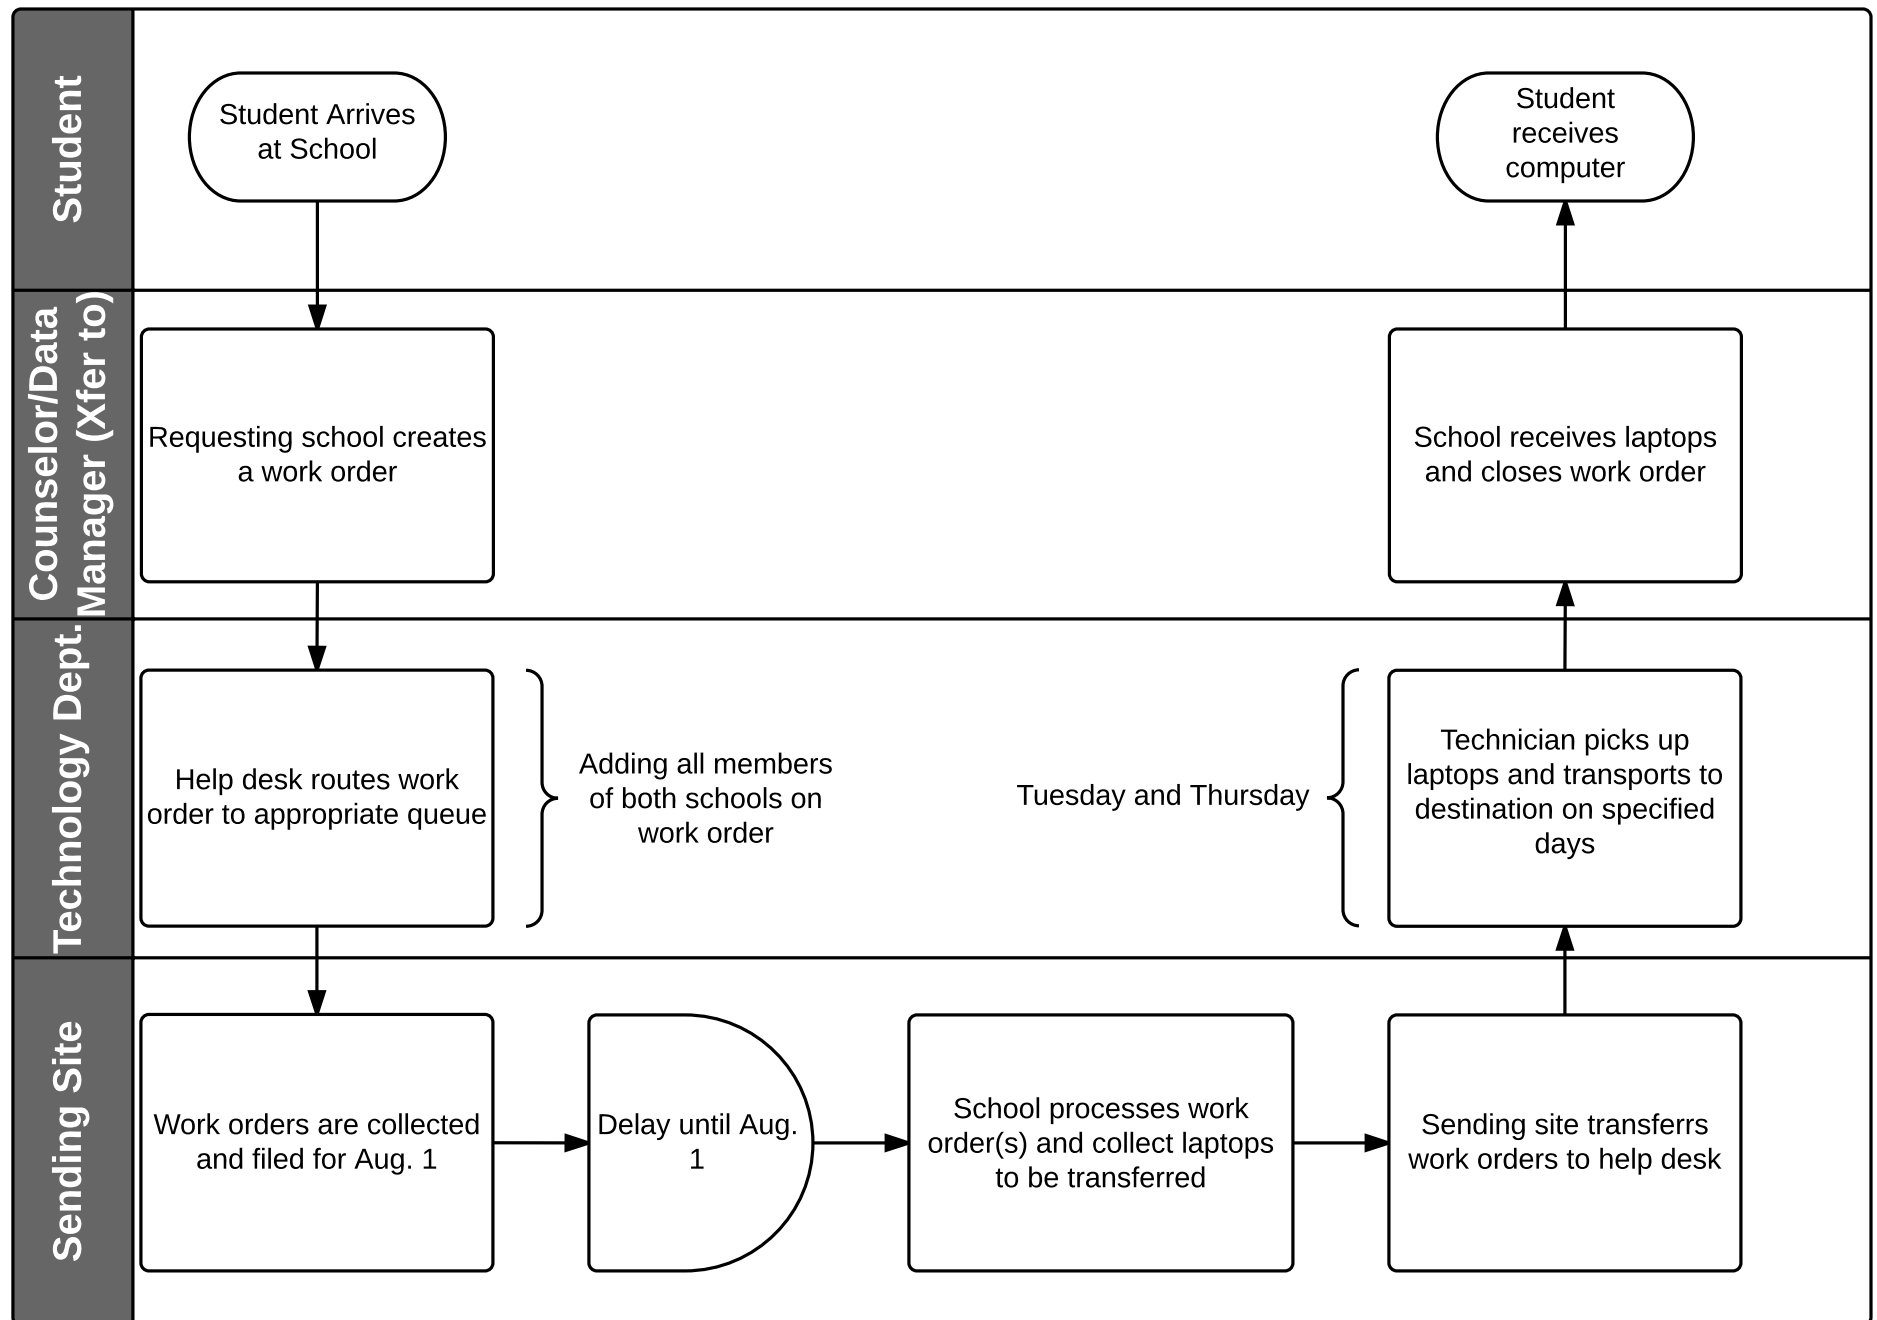 Student
Student Arrives
at School
Student
receives
computer
Counselor/Data
Manager (Xfer to)
Requesting school creates
a work order
School receives laptops
and closes work order
Technology Dept.
Help desk routes work
order to appropriate queue
Adding all members
of both schools on
work order
Tuesday and Thursday
Technician picks up
laptops and transports to
destination on specified
days
Sending Site
Work orders are collected
and filed for Aug. 1
Delay until Aug.
1
School processes work
order(s) and collect laptops
to be transferred
Sending site transferrs
work orders to help desk